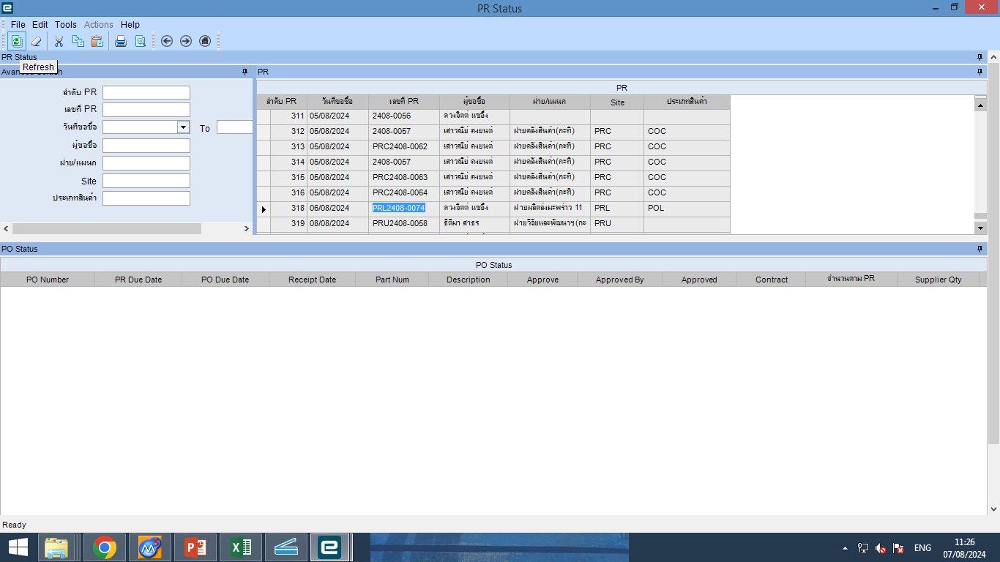 PR Status
File Edit Tools Actions Help
PR Status
Refresh
PR
PR
ลำดับ PR
เลขที่ PR
วันที่ขอซื้อ To
ผู้ขอซื้อ
ฝ่าย/แผนก
Site
ประเภทสินค้า
ลำดับ PR วันที่ขอซื้อ เลขที่ PR ผู้ขอซื้อ ฝ่าย/แผนก Site ประเภทสินค้า
311 05/08/2024 2408-0056 ดวงจิตต์ แซ่อึ้ง
312 05/08/2024 2408-0057 เสาวณีย์ คงยนต์ ฝ่ายคลังสินค้า(กะทิ) PRC COC
313 05/08/2024 PRC2408-0062 เสาวณีย์ คงยนต์ ฝ่ายคลังสินค้า(กะทิ) PRC COC
314 05/08/2024 2408-0057 เสาวณีย์ คงยนต์ ฝ่ายคลังสินค้า(กะทิ) PRC COC
315 05/08/2024 PRC2408-0063 เสาวณีย์ คงยนต์ ฝ่ายคลังสินค้า(กะทิ) PRC COC
316 05/08/2024 PRC2408-0064 เสาวณีย์ คงยนต์ ฝ่ายคลังสินค้า(กะทิ) PRC COC
318 06/08/2024 PRL2408-0074 ดวงจิตต์ แซ่อึ้ง ฝ่ายผลิตล้งมะพร้าว 11 PRL POL
319 08/08/2024 PRU2408-0058 ธิติมา สาธร ฝ่ายวิจัยและพัฒนาฯ(กะ PRU
PO Status
PO Status
PO Number PR Due Date PO Due Date Receipt Date Part Num Description Approve Approved By Approved Contract จำนวนตาม PR Supplier Qty
Ready
ENG
11:26
07/08/2024